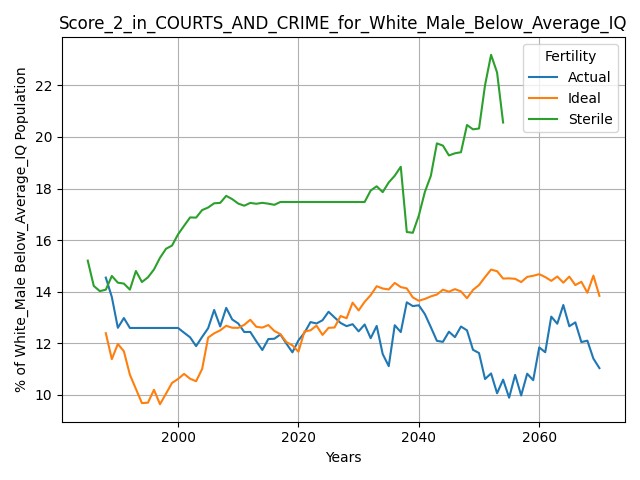 Score_2_in_COURTS_AND_CRIME_for_White_Male_Below_Average_IQ
% of White_Male Below_Average_IQ Population
22
20
18
16
14
12
10
Fertility
Actual
Ideal
Sterile
2000
2020
2040
2060
Years